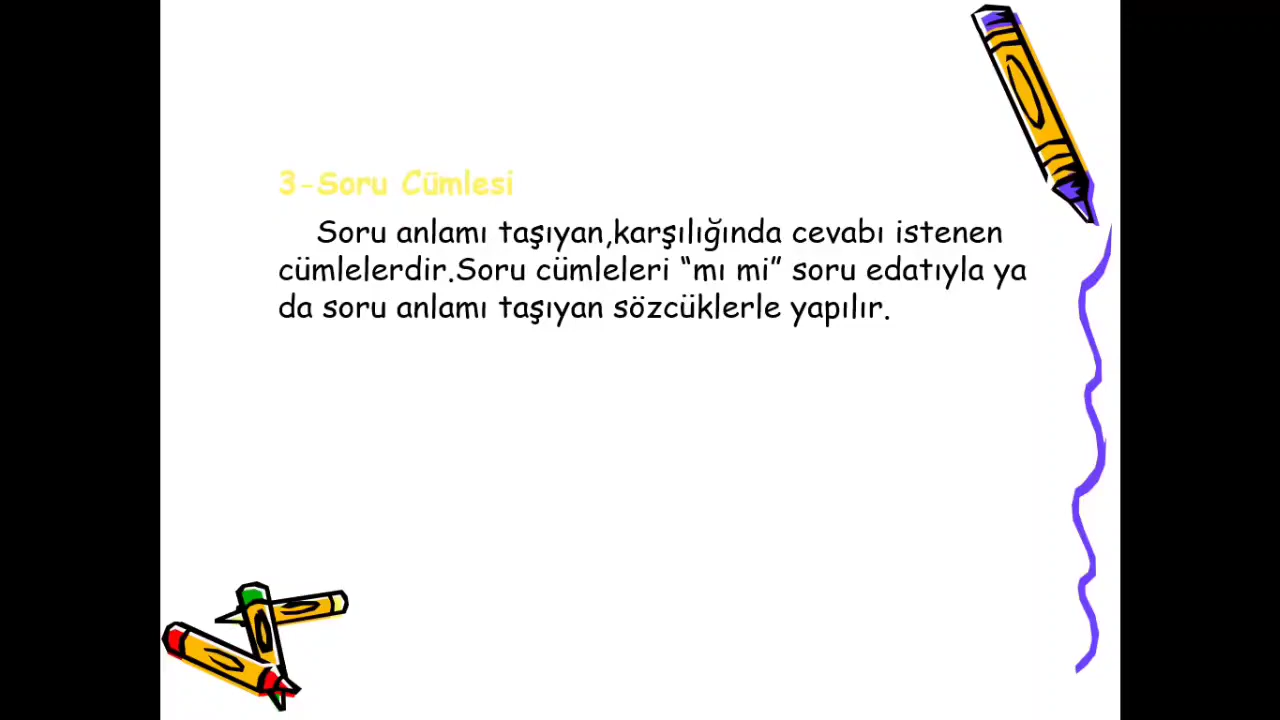 3-Soru Cümlesi
Soru anlamı taşıyan,karşılığında cevabı istenen
cümlelerdir.Soru cümleleri “mı mi” soru edatıyla ya
da soru anlamı taşıyan sözcüklerle yapılır.